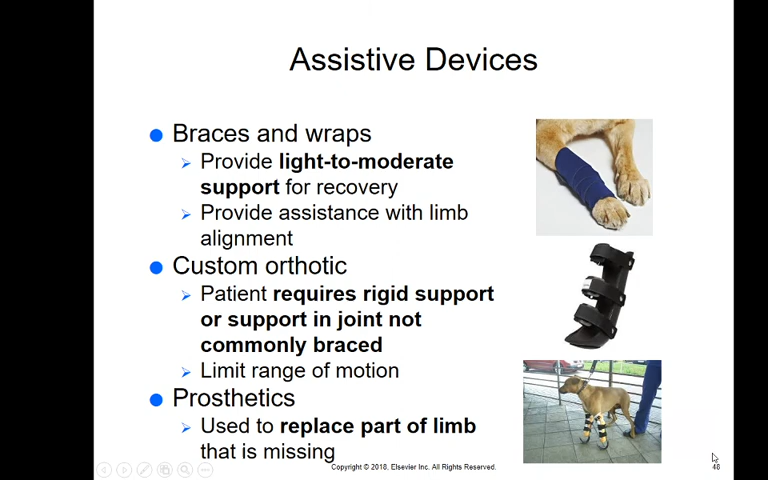 Assistive Devices
Braces and wraps
Provide light-to-moderate
support for recovery
Provide assistance with limb
alignment
Custom orthotic
Patient requires rigid support
or support in joint not
commonly braced
Limit range of motion
Prosthetics
Used to replace part of limb
that is missing
Copyright © 2018. Elsevier Inc. All Rights Reserved.
48